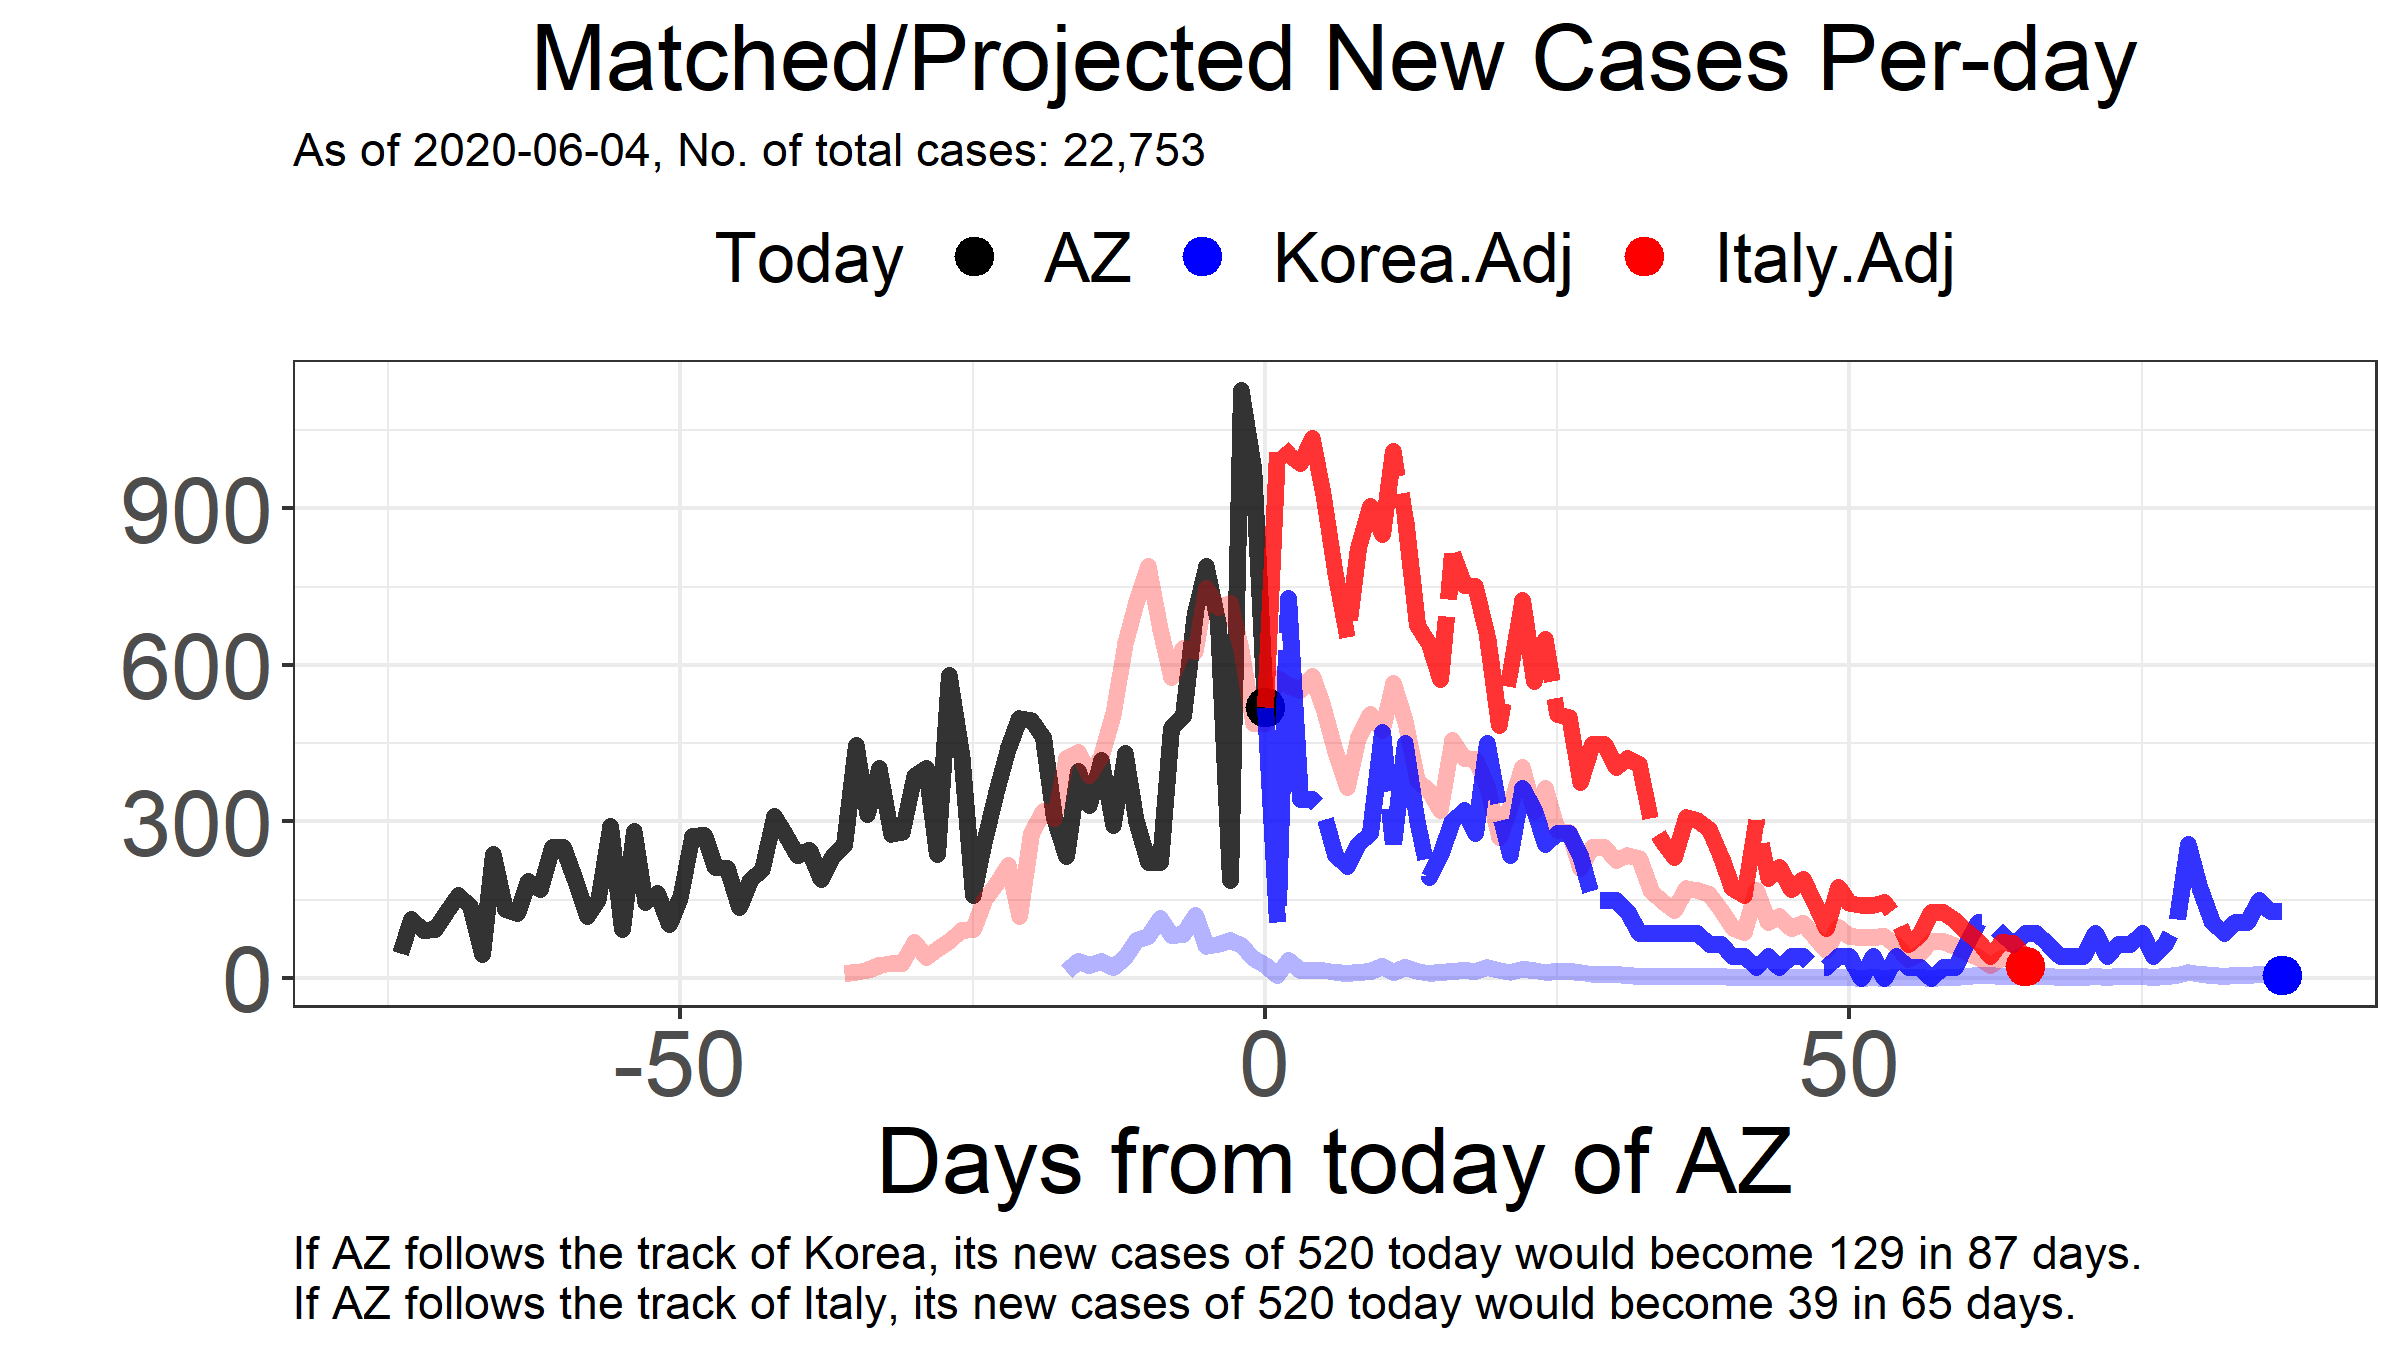 Matched/Projected New Cases Per-day
As of 2020-06-04, No. of total cases: 22,753
Today AZ Korea.Adj Italy.Adj
900
600
300
0
-50 0 50
Days from today of AZ
If AZ follows the track of Korea, its new cases of 520 today would become 129 in 87 days.
If AZ follows the track of Italy, its new cases of 520 today would become 39 in 65 days.